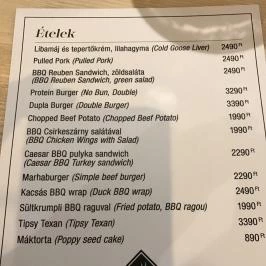 Ételek
Libamáj és tepertőkrém, lilahagyma (Cold Goose Liver) 2490 Ft
Pulled Pork (Pulled Pork) 2490 Ft
BBQ Reuben Sandwich, zöldsaláta
(BBQ Reuben Sandwich, green salad) 2490 Ft
Protein Burger (No Bun, Double) 3290 Ft
Dupla Burger (Double Burger) 3390 Ft
Chopped Beef Potato (Chopped Beef Potato) 1990 Ft
BBQ Csirkeszárny salátával 1990 Ft
(BBQ Chicken Wings with Salad)
Caesar BBQ pulyka sandwich 2290 Ft
(Caesar BBQ Turkey sandwich)
Marhaburger (Simple beef burger) 2290 Ft
Kacsás BBQ wrap (Duck BBQ wrap) 2490 Ft
Sültkrumpli BBQ raguval (Fried potato, BBQ ragou) 1990 Ft
Tipsy Texan (Tipsy Texan) 3390 Ft
Máktorta (Poppy seed cake) 890 Ft